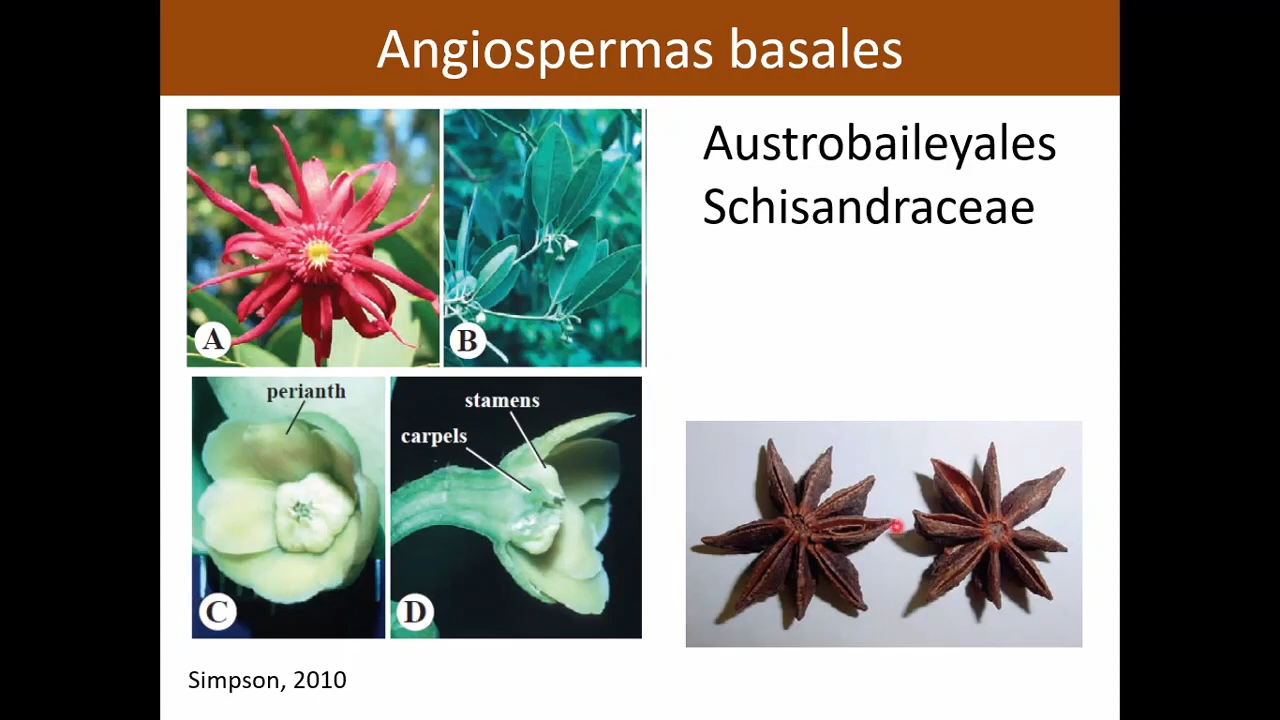 Angiospermas basales
Austrobaileyales
Schisandraceae
A
B
perianth
stamens
carpels
C
D
Simpson, 2010